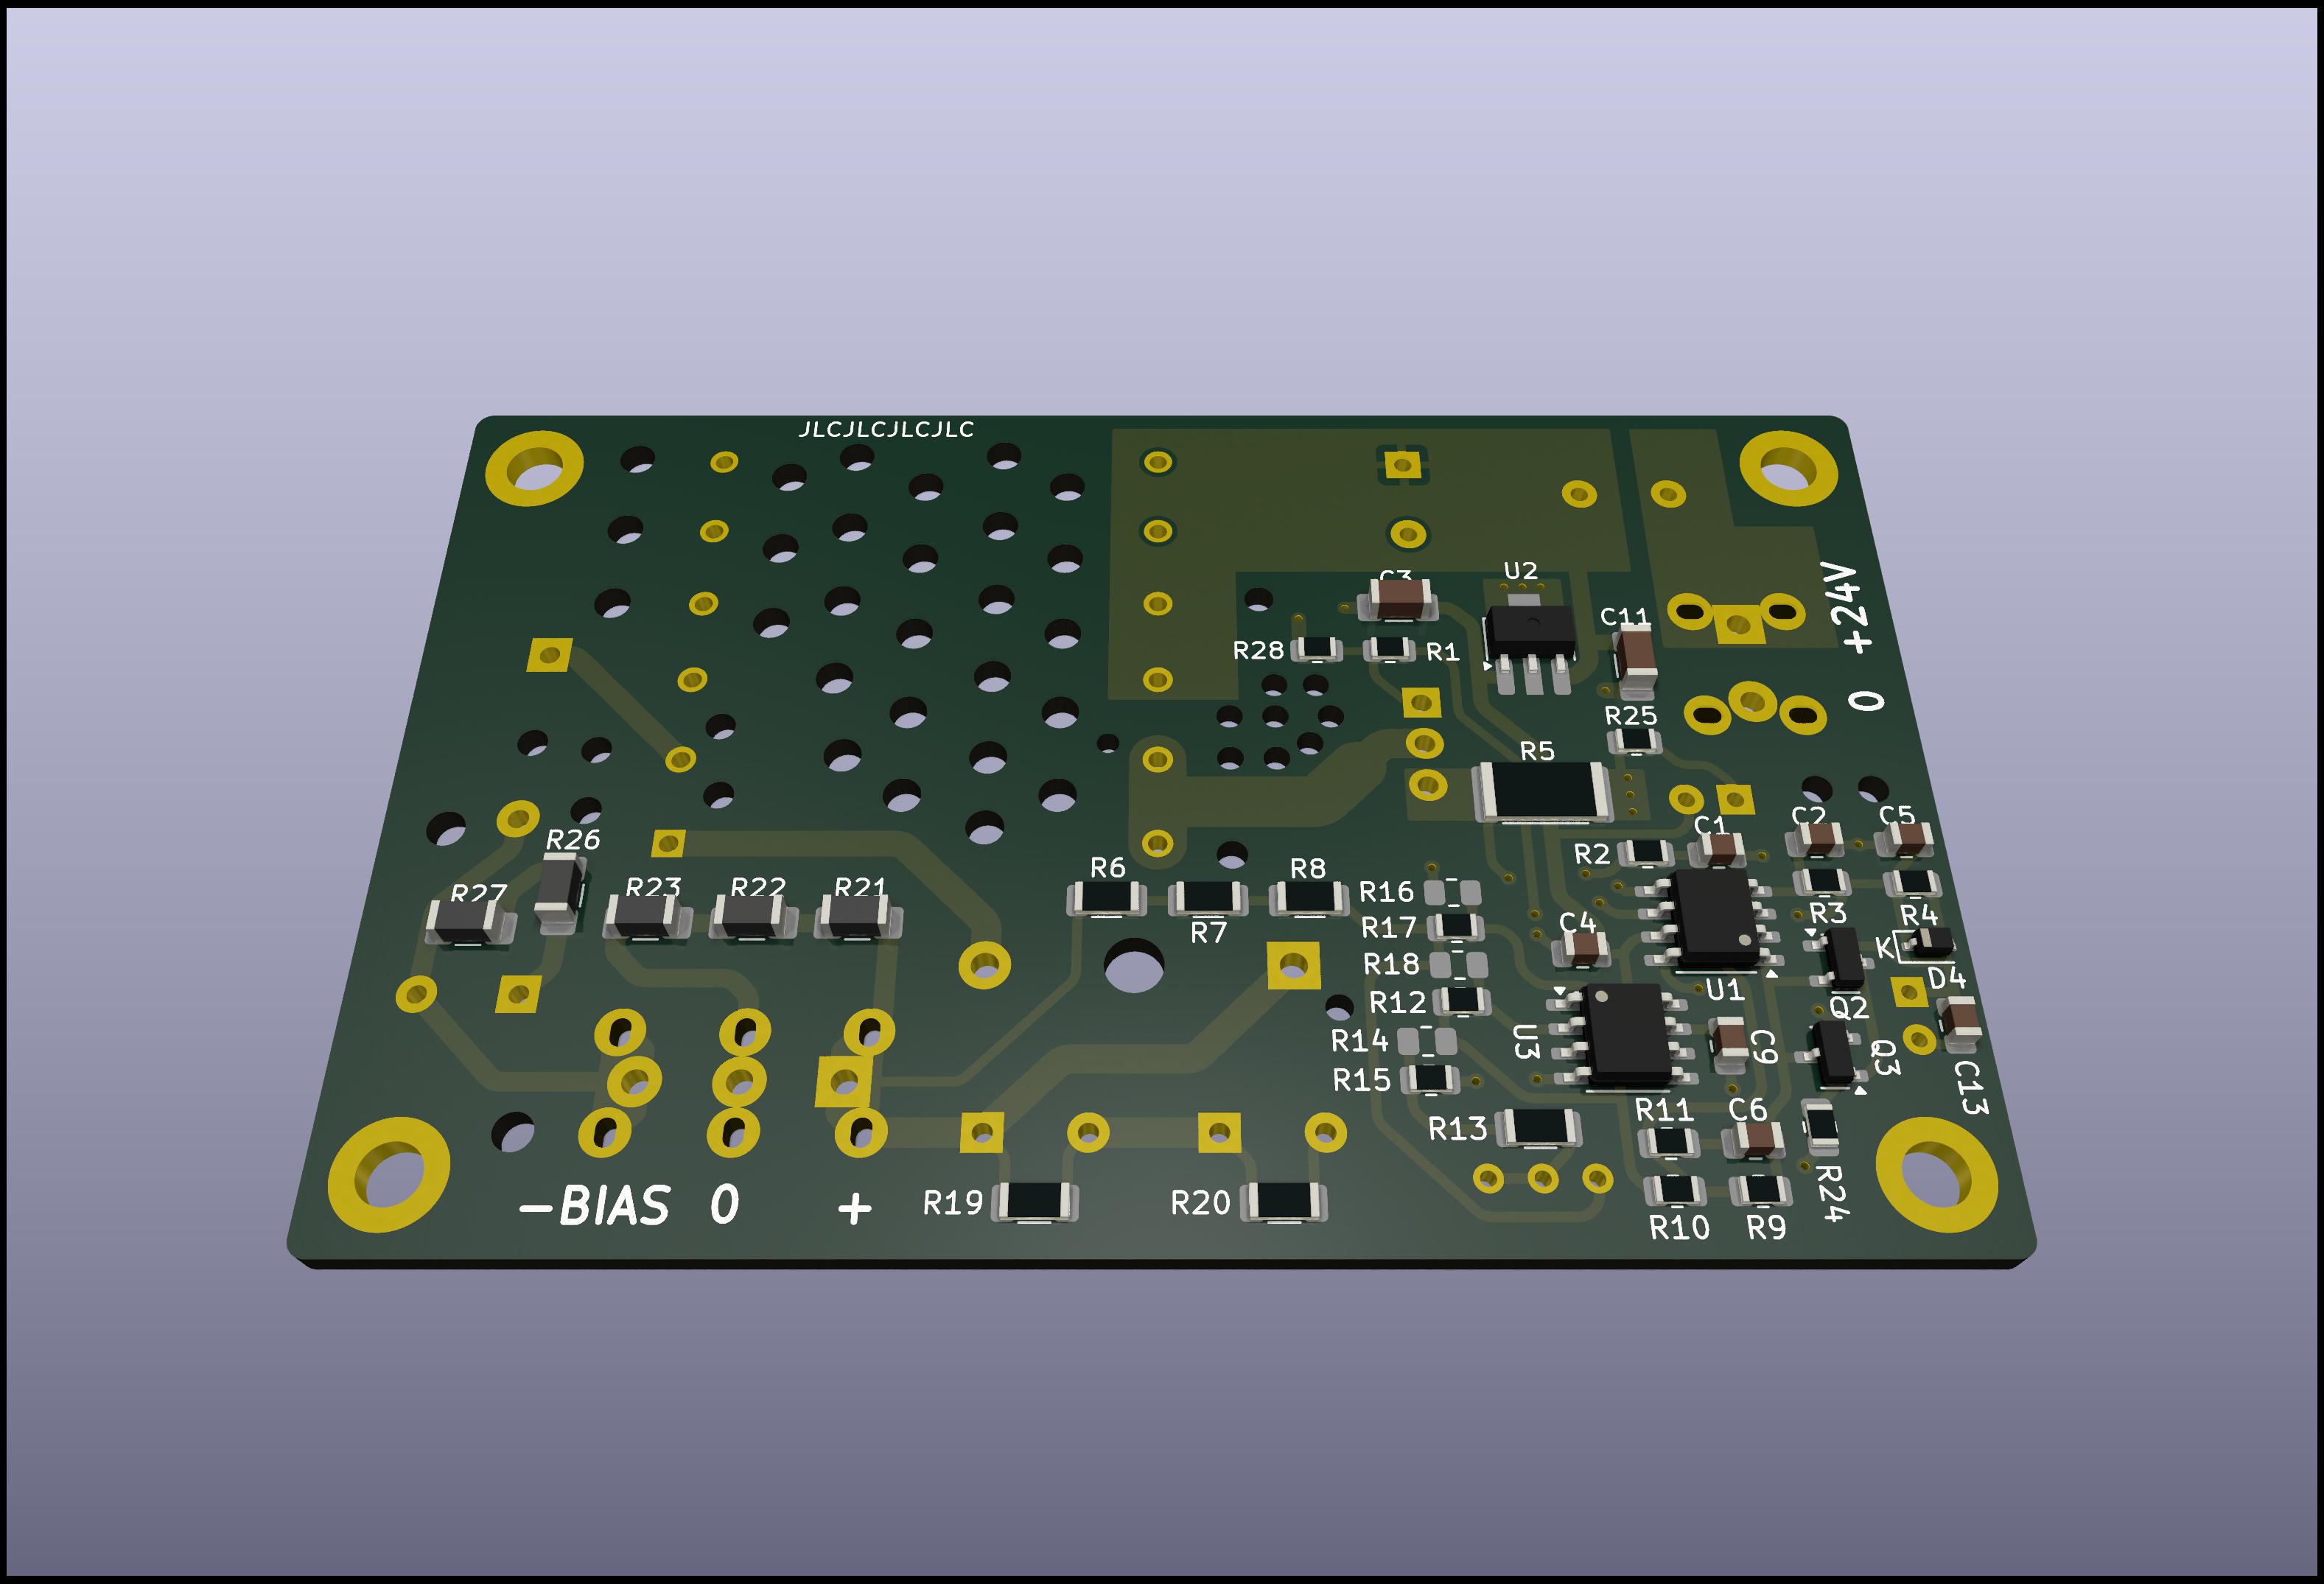 JLCJLCJLCJLC
C3
U2
+24V
C11
R28
R1
0
R25
R5
C2
C5
C1
R26
R2
R6
R8
R27
R23
R22
R21
R16
R3
R4
R17
R7
C4
K
R18
D4
U1
R12
Q2
R14
U3
C9
Q3
R15
C13
R11
C6
R13
R24
-BIAS 0 +
R19
R20
R10
R9